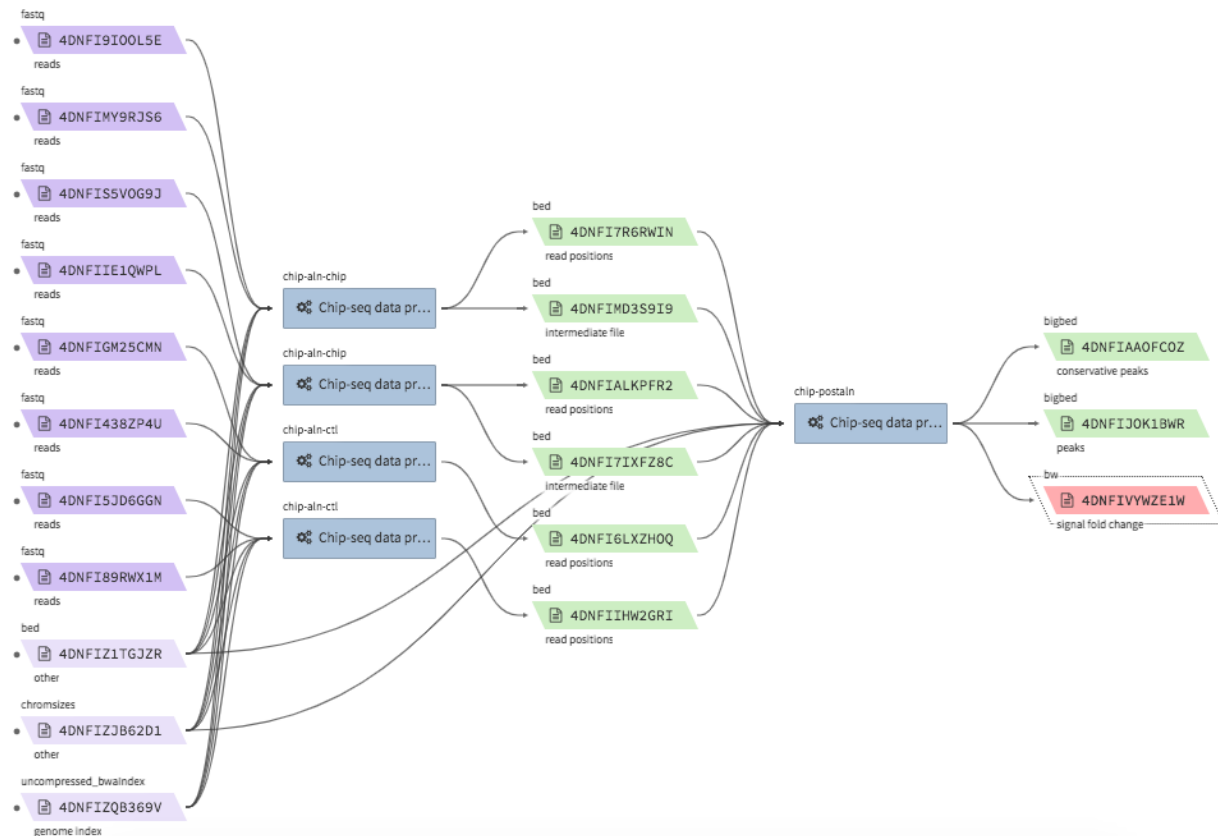 fastq
4DNFI9IOOL5E
reads
fastq
4DNFIMY9RJS6
reads
fastq
4DNFIS5VOG9J
reads
fastq
4DNFIIE1QWPL
reads
fastq
4DNFIGM25CMN
reads
fastq
4DNFI438ZP4U
reads
fastq
4DNFI5JD6GGN
reads
fastq
4DNFI89RWX1M
reads
bed
4DNFIZ1TGJZR
other
chromsizes
4DNFIZJB62D1
other
uncompressed_bwaIndex
4DNFIZQB369V
genome index
chip-aln-chip
Chip-seq data pr...
chip-aln-chip
Chip-seq data pr...
chip-aln-ctl
Chip-seq data pr...
chip-aln-ctl
Chip-seq data pr...
bed
4DNFI7R6RWIN
read positions
bed
4DNFIMD3S9I9
intermediate file
bed
4DNFIALKPFR2
read positions
bed
4DNFI7IXFZ8C
intermediate file
bed
4DNFI6LXZHOQ
read positions
bed
4DNFIIHW2GRI
read positions
chip-postaln
Chip-seq data pr...
bigbed
4DNFIAAOFCOZ
conservative peaks
bigbed
4DNFIJOK1BWR
peaks
bw
4DNFIVYWZE1W
signal fold change